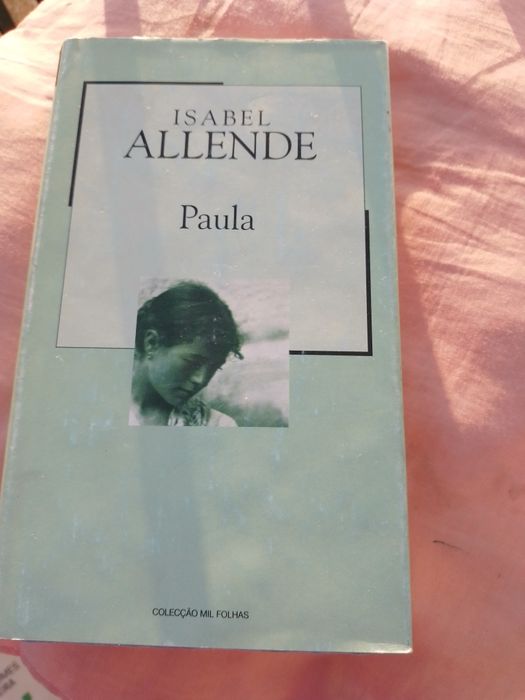 ISABEL
ALLENDE
Paula
COLECÇÃO MIL FOLHAS